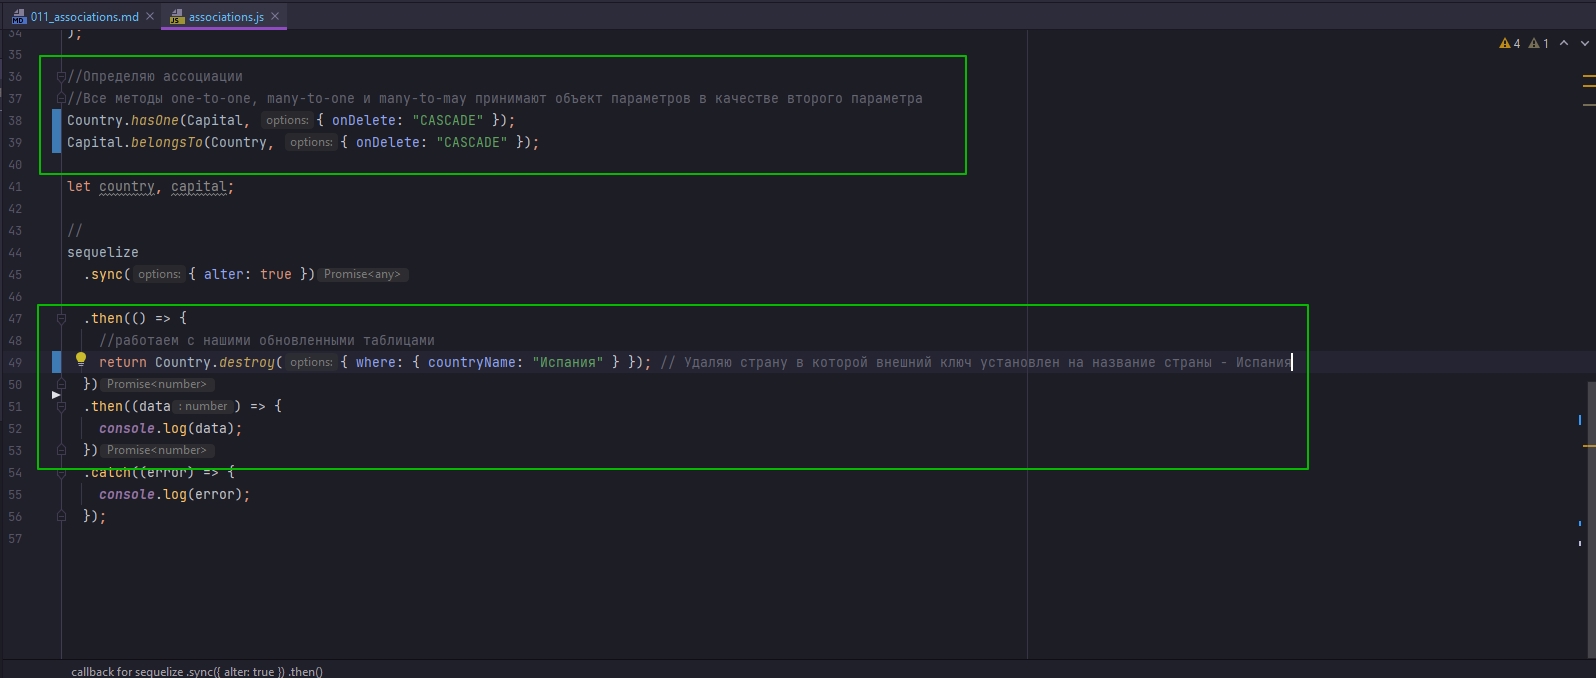 011_associations.md
associations.js
34 );
4 1
35
36 //Определяю ассоциации
37 //Все методы one-to-one, many-to-one и many-to-may принимают объект параметров в качестве второго параметра
38 Country.hasOne(Capital, options: { onDelete: "CASCADE" });
39 Capital.belongsTo(Country, options: { onDelete: "CASCADE" });
40
41 let country, capital;
42
43 //
44 sequelize
45 .sync( options: { alter: true }) Promise<any>
46
47 .then(() => {
48 //работаем с нашими обновленными таблицами
49 return Country.destroy( options: { where: { countryName: "Испания" } }); // Удаляю страну в которой внешний ключ установлен на название страны - Испания
50 }) Promise<number>
51 .then((data : number ) => {
52 console.log(data);
53 }) Promise<number>
54 .catch((error) => {
55 console.log(error);
56 });
57
callback for sequelize .sync({ alter: true }) .then()